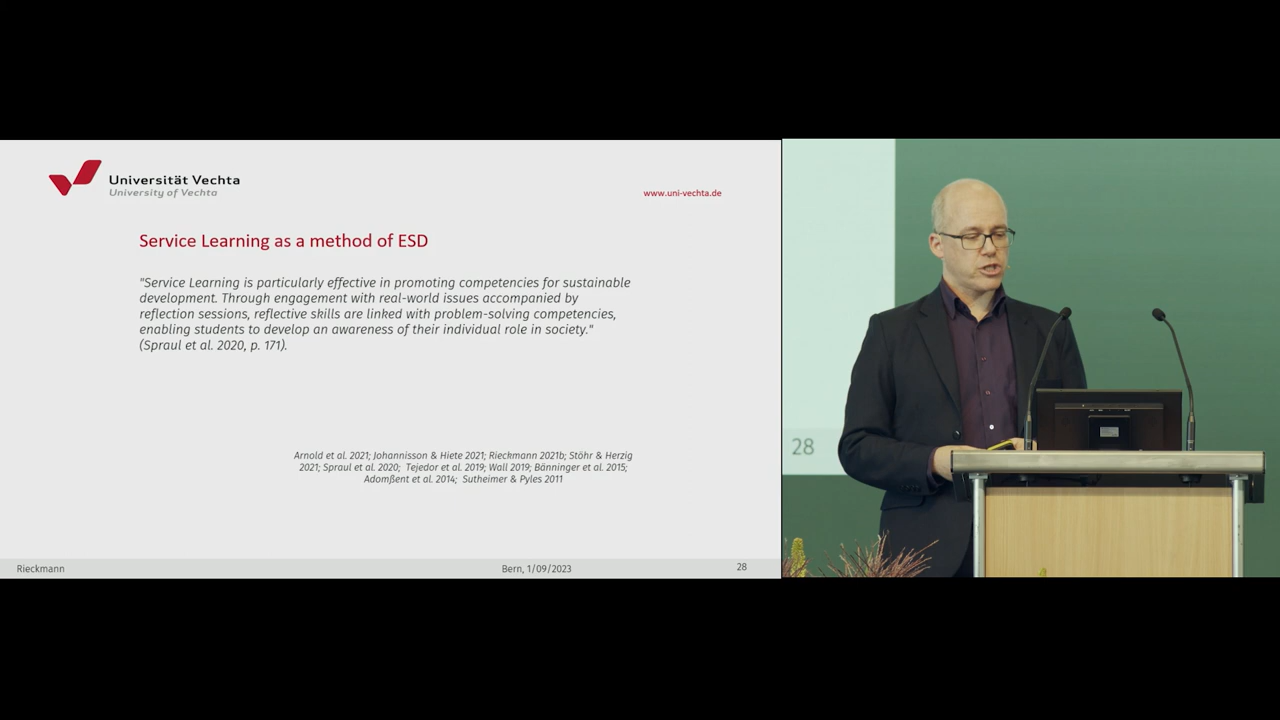 Universität Vechta
University of Vechta
www.uni-vechta.de
Service Learning as a method of ESD
"Service Learning is particularly effective in promoting competencies for sustainable
development. Through engagement with real-world issues accompanied by
reflection sessions, reflective skills are linked with problem-solving competencies,
enabling students to develop an awareness of their individual role in society."
(Spraul et al. 2020, p. 171).
Arnold et al. 2021; Johannisson & Hiete 2021; Rieckmann 2021b; Stöhr & Herzig
2021; Spraul et al. 2020; Tejedor et al. 2019; Wall 2019; Bänninger et al. 2015;
Adomßent et al. 2014; Sutheimer & Pyles 2011
Rieckmann
Bern, 1/09/2023
28
28